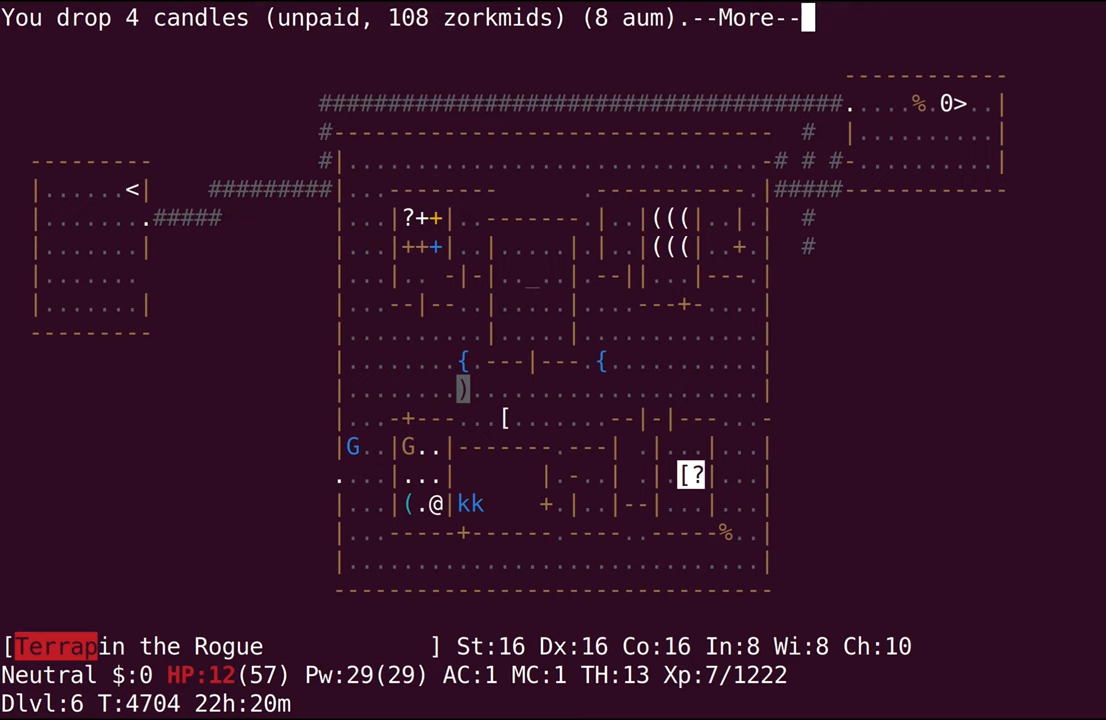 You drop 4 candles (unpaid, 108 zorkmids) (8 aum).--More--
                                                             ------------
                       ######################################.....%.0>..|
                       #-------------------------------   #  |..........|
  ---------            #|..............................-# # #-..........|
  |......<|    #########|...--------      .-----------.|#####------------
  |........#####        |...|?++|..-------.|..|(((|..|.|  #
  |.......|             |...|+++|..|.....|.|..|(((|..+.|  #
  |.......              |...|.. -|-|.._..|.--||...|---.|
  |.......|             |...--|--..|.....|....---+--...|
  ---------             |..........|.....|.............|
                        |........{.---|---.{...........|
                        |........).....................|
                        |...-+---...[.......--|-|---...-
                        |G..|G..|-------.---| .|...|...|
                        ....|...|      |.-..| .|.[?|...|
                        |...|(.@|kk    +.|..|--|...|...|
                        |...-----+------.----..-----%..|
                        |..............................|
                        --------------------------------
[Terrapin the Rogue            ] St:16 Dx:16 Co:16 In:8 Wi:8 Ch:10
Neutral $:0 HP:12(57) Pw:29(29) AC:1 MC:1 TH:13 Xp:7/1222
Dlvl:6 T:4704 22h:20m